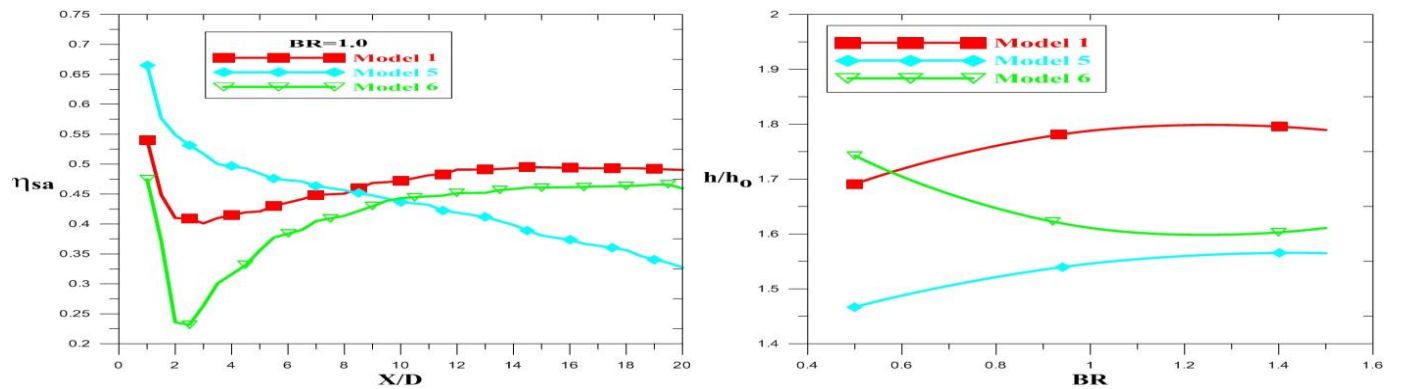 BR=1.0
Model 1
Model 5
Model 6
0.75
0.7
0.65
0.6
0.55
0.5
0.45
0.4
0.35
0.3
0.25
0.2
ηsa
0 2 4 6 8 10 12 14 16 18 20
X/D
Model 1
Model 5
Model 6
2
1.9
1.8
1.7
1.6
1.5
1.4
h/ho
0.4 0.6 0.8 1 1.2 1.4 1.6
BR